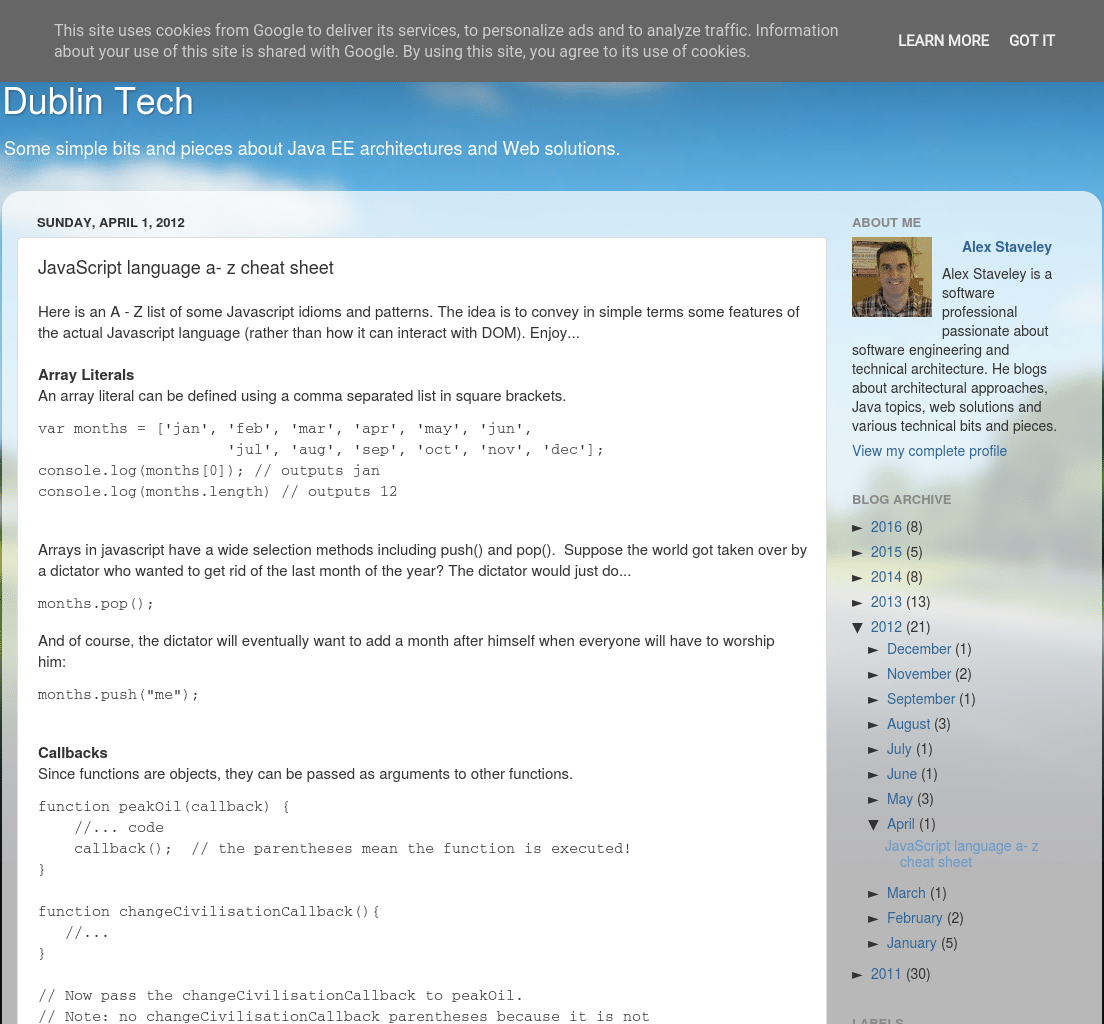 This site uses cookies from Google to deliver its services, to personalize ads and to analyze traffic. Information
about your use of this site is shared with Google. By using this site, you agree to its use of cookies.
LEARN MORE GOT IT
Dublin Tech
Some simple bits and pieces about Java EE architectures and Web solutions.
SUNDAY, APRIL 1, 2012
JavaScript language a- z cheat sheet
Here is an A - Z list of some Javascript idioms and patterns. The idea is to convey in simple terms some features of
the actual Javascript language (rather than how it can interact with DOM). Enjoy...
Array Literals
An array literal can be defined using a comma separated list in square brackets.
var months = ['jan', 'feb', 'mar', 'apr', 'may', 'jun',
'jul', 'aug', 'sep', 'oct', 'nov', 'dec'];
console.log(months[0]); // outputs jan
console.log(months.length) // outputs 12
Arrays in javascript have a wide selection methods including push() and pop().  Suppose the world got taken over by
a dictator who wanted to get rid of the last month of the year? The dictator would just do...
months.pop();
And of course, the dictator will eventually want to add a month after himself when everyone will have to worship
him:
months.push("me");
Callbacks
Since functions are objects, they can be passed as arguments to other functions.
function peakOil(callback) {
//... code
callback();  // the parentheses mean the function is executed!
}
function changeCivilisationCallback(){
//...
}
// Now pass the changeCivilisationCallback to peakOil.
// Note: no changeCivilisationCallback parentheses because it is not
ABOUT ME
Alex Staveley
Alex Staveley is a
software
professional
passionate about
software engineering and
technical architecture. He blogs
about architectural approaches,
Java topics, web solutions and
various technical bits and pieces.
View my complete profile
BLOG ARCHIVE
► 2016 (8)
► 2015 (5)
► 2014 (8)
► 2013 (13)
▼ 2012 (21)
► December (1)
► November (2)
► September (1)
► August (3)
► July (1)
► June (1)
► May (3)
▼ April (1)
JavaScript language a- z
cheat sheet
► March (1)
► February (2)
► January (5)
► 2011 (30)
LABELS